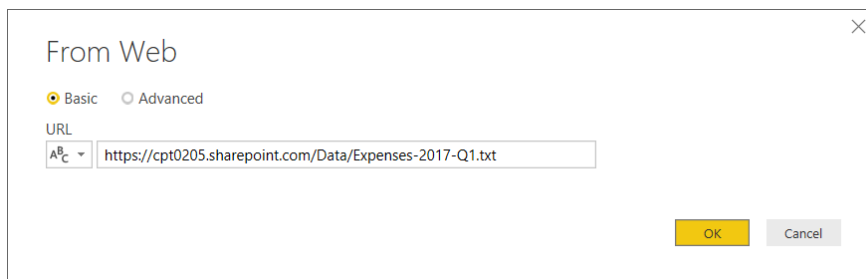 From Web
Basic Advanced
URL
ABC https://cpt0205.sharepoint.com/Data/Expenses-2017-Q1.txt
OK Cancel